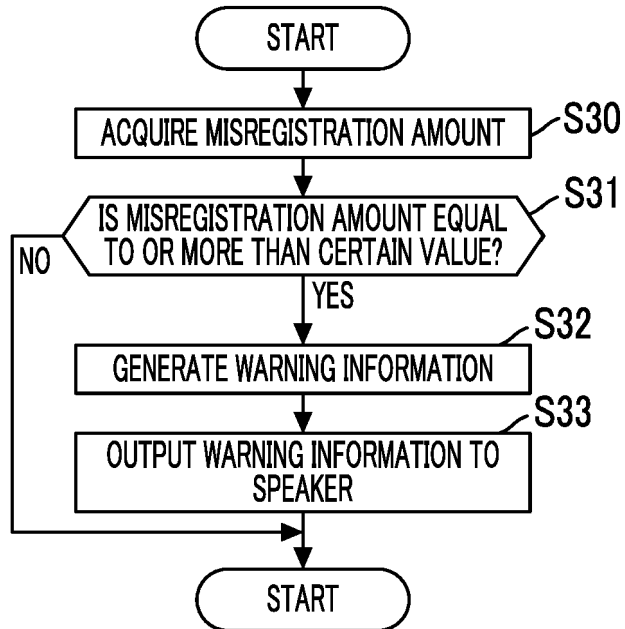 START
ACQUIRE MISREGISTRATION AMOUNT
S30
IS MISREGISTRATION AMOUNT EQUAL
TO OR MORE THAN CERTAIN VALUE?
S31
NO
YES
GENERATE WARNING INFORMATION
S32
OUTPUT WARNING INFORMATION TO
SPEAKER
S33
START